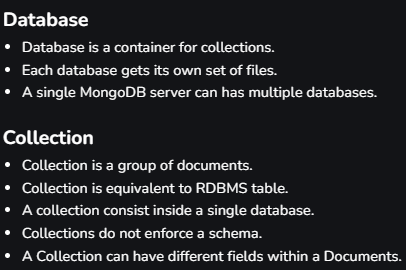 Database
• Database is a container for collections.
• Each database gets its own set of files.
• A single MongoDB server can has multiple databases.
Collection
• Collection is a group of documents.
• Collection is equivalent to RDBMS table.
• A collection consist inside a single database.
• Collections do not enforce a schema.
• A Collection can have different fields within a Documents.